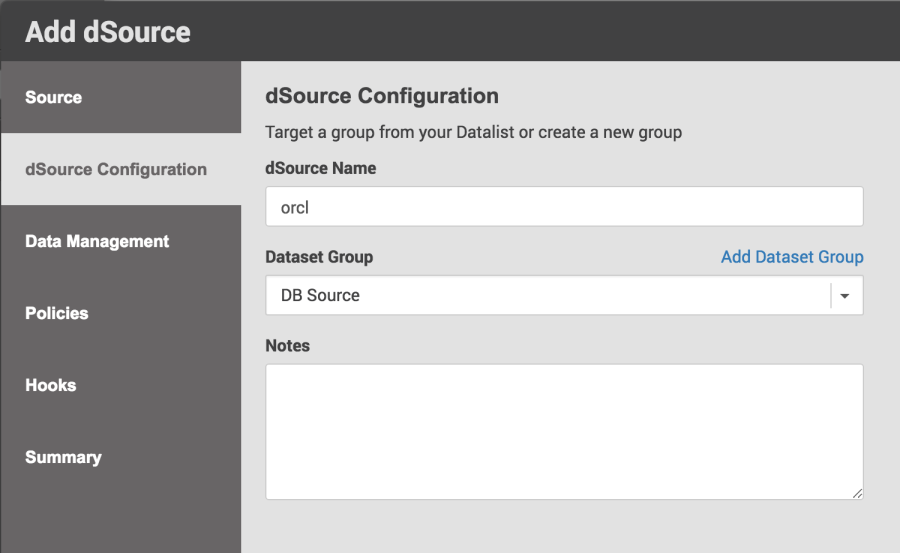 Add dSource
Source
dSource Configuration
Data Management
Policies
Hooks
Summary
dSource Configuration
Target a group from your Datalist or create a new group
dSource Name
orcl
Dataset Group
Add Dataset Group
DB Source
Notes